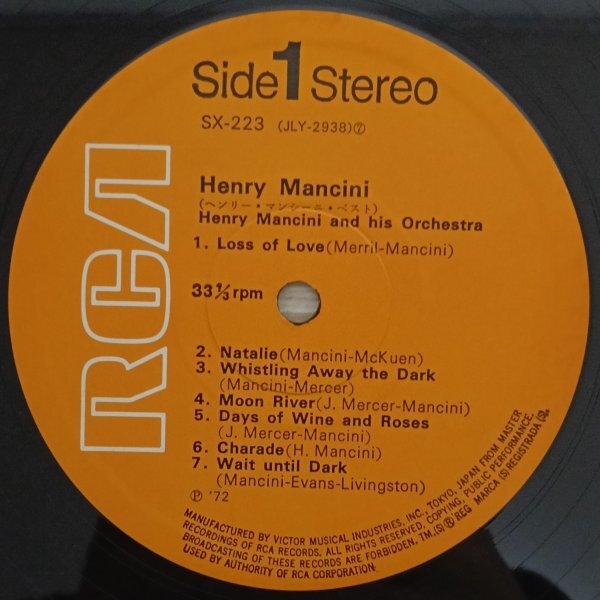 Side 1 Stereo
SX-223 (JLY-2938)⑦
RCA
Henry Mancini
(ヘンリー・マンシーニ・ベスト)
Henry Mancini and his Orchestra
1. Loss of Love (Merril-Mancini)
33⅓ rpm
2. Natalie (Mancini-McKuen)
3. Whistling Away the Dark
(Mancini-Mercer)
4. Moon River (J. Mercer-Mancini)
5. Days of Wine and Roses
(J. Mercer-Mancini)
6. Charade (H. Mancini)
7. Wait until Dark
(Mancini-Evans-Livingston)
Ⓟ '72
MANUFACTURED BY VICTOR MUSICAL INDUSTRIES, INC., TOKYO, JAPAN FROM MASTER
RECORDINGS OF RCA RECORDS. ALL RIGHTS RESERVED, COPYING, PUBLIC PERFORMANCE,
BROADCASTING OF THESE RECORDS ARE FORBIDDEN. TM.(S)® REG MARCA(S) REGISTRADA(S).
USED BY AUTHORITY OF RCA CORPORATION.